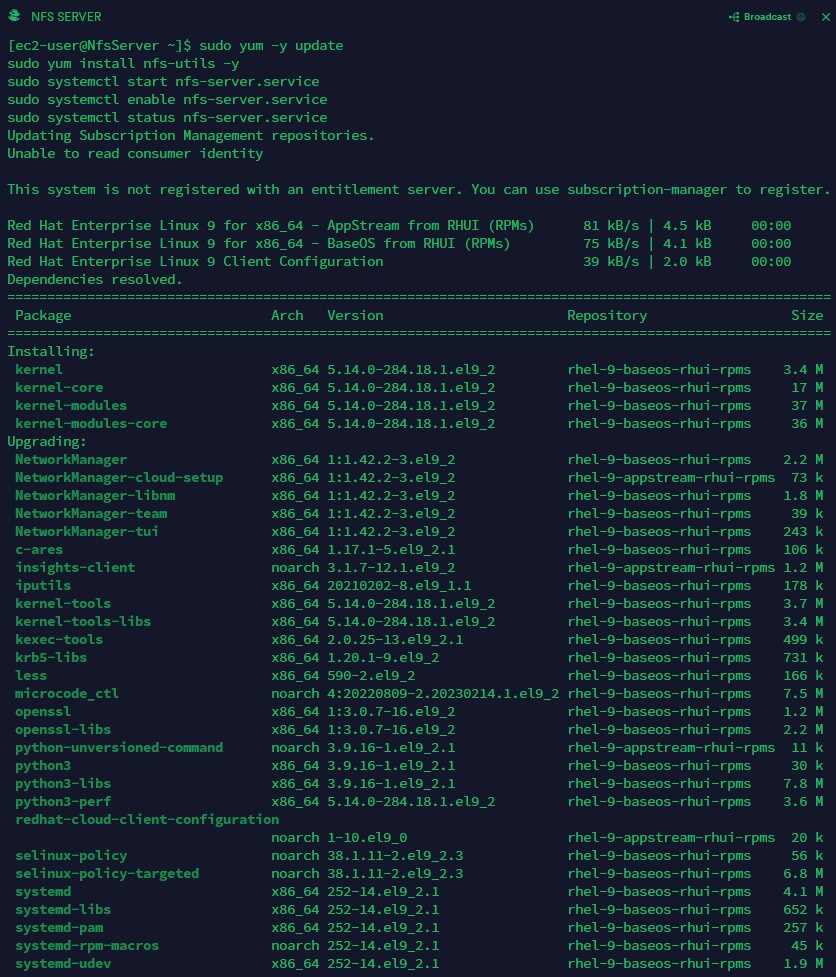 NFS SERVER
Broadcast
[ec2-user@NfsServer ~]$ sudo yum -y update
sudo yum install nfs-utils -y
sudo systemctl start nfs-server.service
sudo systemctl enable nfs-server.service
sudo systemctl status nfs-server.service
Updating Subscription Management repositories.
Unable to read consumer identity
This system is not registered with an entitlement server. You can use subscription-manager to register.
Red Hat Enterprise Linux 9 for x86_64 - AppStream from RHUI (RPMs) 81 kB/s | 4.5 kB 00:00
Red Hat Enterprise Linux 9 for x86_64 - BaseOS from RHUI (RPMs) 75 kB/s | 4.1 kB 00:00
Red Hat Enterprise Linux 9 Client Configuration 39 kB/s | 2.0 kB 00:00
Dependencies resolved.
================================================================================
Package Arch Version Repository Size
================================================================================
Installing:
kernel x86_64 5.14.0-284.18.1.el9_2 rhel-9-baseos-rhui-rpms 3.4 M
kernel-core x86_64 5.14.0-284.18.1.el9_2 rhel-9-baseos-rhui-rpms 17 M
kernel-modules x86_64 5.14.0-284.18.1.el9_2 rhel-9-baseos-rhui-rpms 37 M
kernel-modules-core x86_64 5.14.0-284.18.1.el9_2 rhel-9-baseos-rhui-rpms 36 M
Upgrading:
NetworkManager x86_64 1:1.42.2-3.el9_2 rhel-9-baseos-rhui-rpms 2.2 M
NetworkManager-cloud-setup x86_64 1:1.42.2-3.el9_2 rhel-9-appstream-rhui-rpms 73 k
NetworkManager-libnm x86_64 1:1.42.2-3.el9_2 rhel-9-baseos-rhui-rpms 1.8 M
NetworkManager-team x86_64 1:1.42.2-3.el9_2 rhel-9-baseos-rhui-rpms 39 k
NetworkManager-tui x86_64 1:1.42.2-3.el9_2 rhel-9-baseos-rhui-rpms 243 k
c-ares x86_64 1.17.1-5.el9_2.1 rhel-9-baseos-rhui-rpms 106 k
insights-client noarch 3.1.7-12.1.el9_2 rhel-9-appstream-rhui-rpms 1.2 M
iputils x86_64 20210202-8.el9_1.1 rhel-9-baseos-rhui-rpms 178 k
kernel-tools x86_64 5.14.0-284.18.1.el9_2 rhel-9-baseos-rhui-rpms 3.7 M
kernel-tools-libs x86_64 5.14.0-284.18.1.el9_2 rhel-9-baseos-rhui-rpms 3.4 M
kexec-tools x86_64 2.0.25-13.el9_2.1 rhel-9-baseos-rhui-rpms 499 k
krb5-libs x86_64 1.20.1-9.el9_2 rhel-9-baseos-rhui-rpms 731 k
less x86_64 590-2.el9_2 rhel-9-baseos-rhui-rpms 166 k
microcode_ctl noarch 4:20220809-2.20230214.1.el9_2 rhel-9-baseos-rhui-rpms 7.5 M
openssl x86_64 1:3.0.7-16.el9_2 rhel-9-baseos-rhui-rpms 1.2 M
openssl-libs x86_64 1:3.0.7-16.el9_2 rhel-9-baseos-rhui-rpms 2.2 M
python-unversioned-command noarch 3.9.16-1.el9_2.1 rhel-9-appstream-rhui-rpms 11 k
python3 x86_64 3.9.16-1.el9_2.1 rhel-9-baseos-rhui-rpms 30 k
python3-libs x86_64 3.9.16-1.el9_2.1 rhel-9-baseos-rhui-rpms 7.8 M
python3-perf x86_64 5.14.0-284.18.1.el9_2 rhel-9-baseos-rhui-rpms 3.6 M
redhat-cloud-client-configuration
noarch 1-10.el9_0 rhel-9-appstream-rhui-rpms 20 k
selinux-policy noarch 38.1.11-2.el9_2.3 rhel-9-baseos-rhui-rpms 56 k
selinux-policy-targeted noarch 38.1.11-2.el9_2.3 rhel-9-baseos-rhui-rpms 6.8 M
systemd x86_64 252-14.el9_2.1 rhel-9-baseos-rhui-rpms 4.1 M
systemd-libs x86_64 252-14.el9_2.1 rhel-9-baseos-rhui-rpms 652 k
systemd-pam x86_64 252-14.el9_2.1 rhel-9-baseos-rhui-rpms 257 k
systemd-rpm-macros noarch 252-14.el9_2.1 rhel-9-baseos-rhui-rpms 45 k
systemd-udev x86_64 252-14.el9_2.1 rhel-9-baseos-rhui-rpms 1.9 M